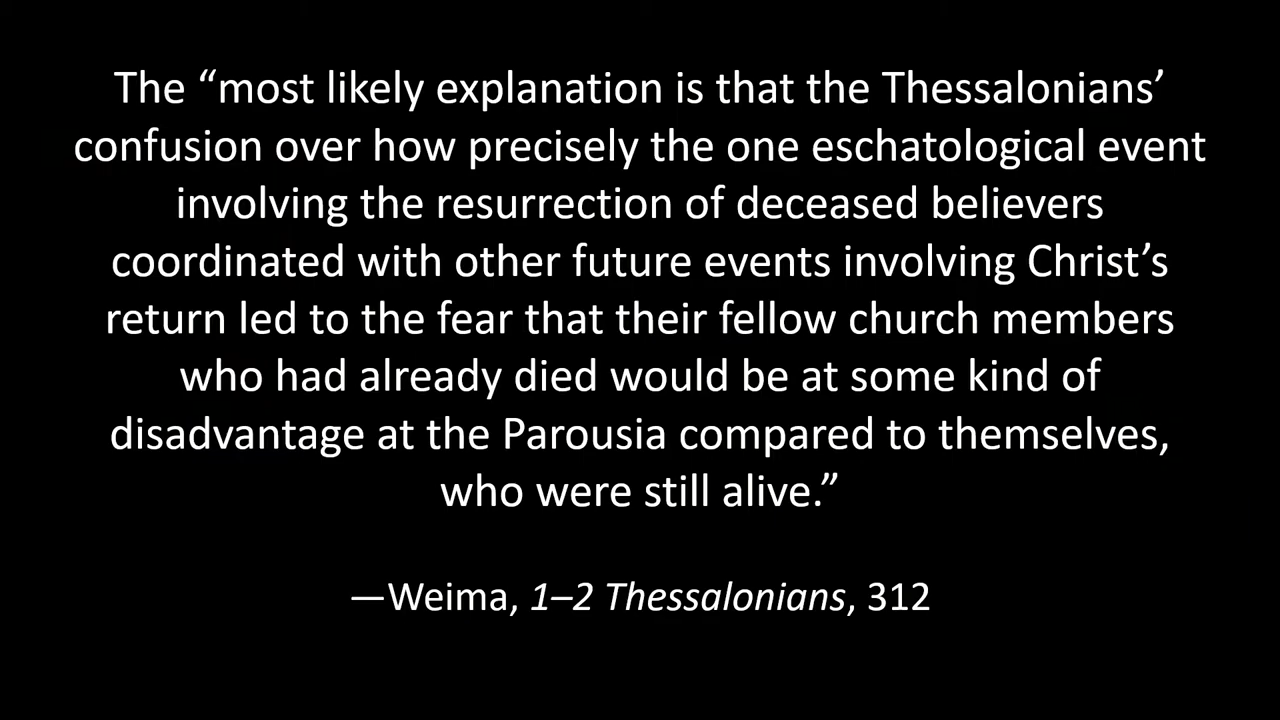 The “most likely explanation is that the Thessalonians’
confusion over how precisely the one eschatological event
involving the resurrection of deceased believers
coordinated with other future events involving Christ’s
return led to the fear that their fellow church members
who had already died would be at some kind of
disadvantage at the Parousia compared to themselves,
who were still alive.”
—Weima, 1–2 Thessalonians, 312